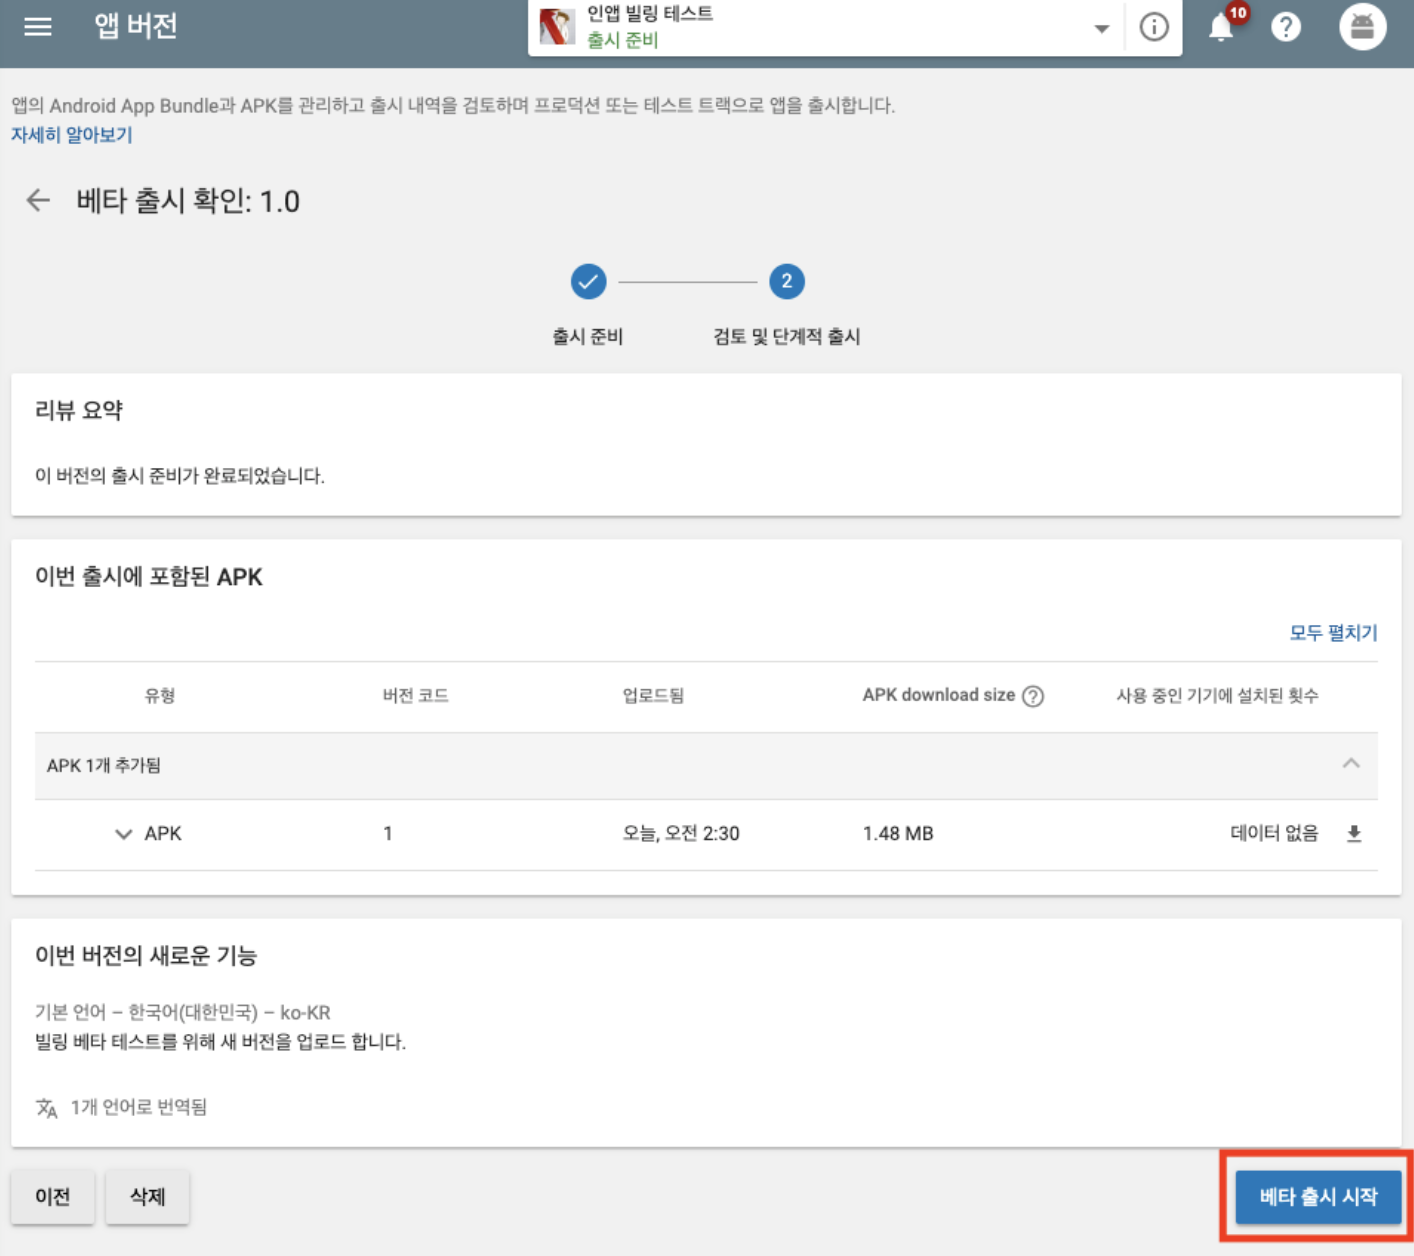 앱 버전
인앱 빌링 테스트
출시 준비
10
앱의 Android App Bundle과 APK를 관리하고 출시 내역을 검토하며 프로덕션 또는 테스트 트랙으로 앱을 출시합니다.
자세히 알아보기
베타 출시 확인: 1.0
2
출시 준비
검토 및 단계적 출시
리뷰 요약
이 버전의 출시 준비가 완료되었습니다.
이번 출시에 포함된 APK
모두 펼치기
유형 버전 코드 업로드됨 APK download size 사용 중인 기기에 설치된 횟수
APK 1개 추가됨
APK 1 오늘, 오전 2:30 1.48 MB 데이터 없음
이번 버전의 새로운 기능
기본 언어 – 한국어(대한민국) – ko-KR
빌링 베타 테스트를 위해 새 버전을 업로드 합니다.
1개 언어로 번역됨
이전 삭제 베타 출시 시작